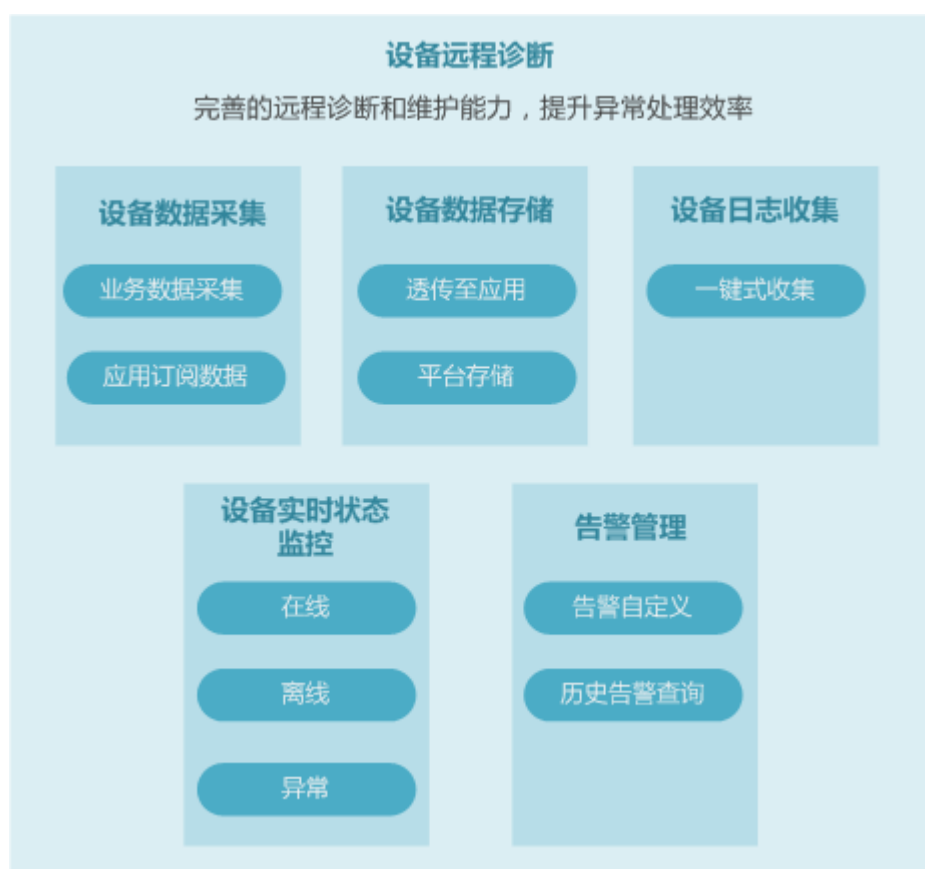 设备远程诊断
完善的远程诊断和维护能力，提升异常处理效率
设备数据采集
业务数据采集
应用订阅数据
设备数据存储
透传至应用
平台存储
设备日志收集
一键式收集
设备实时状态
监控
在线
离线
异常
告警管理
告警自定义
历史告警查询